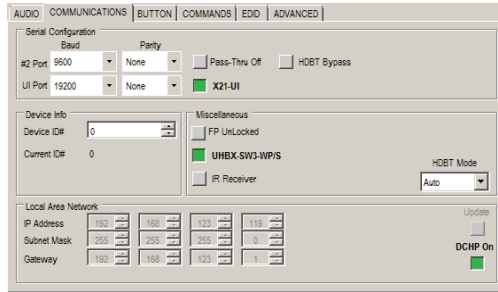 AUDIO COMMUNICATIONS BUTTON COMMANDS EDID ADVANCED
Serial Configuration
Baud Parity
#2 Port 9600 None Pass-Thru Off HDBT Bypass
UI Port 19200 None X21-UI
Device Info Miscellaneous
Device ID# 0 FP UnLocked
Current ID# 0 UHBX-SW3-WP/S
HDBT Mode
IR Receiver Auto
Local Area Network
Update
IP Address 192 168 123 119
Subnet Mask 255 255 255 0
DCHP On
Gateway 192 168 123 1